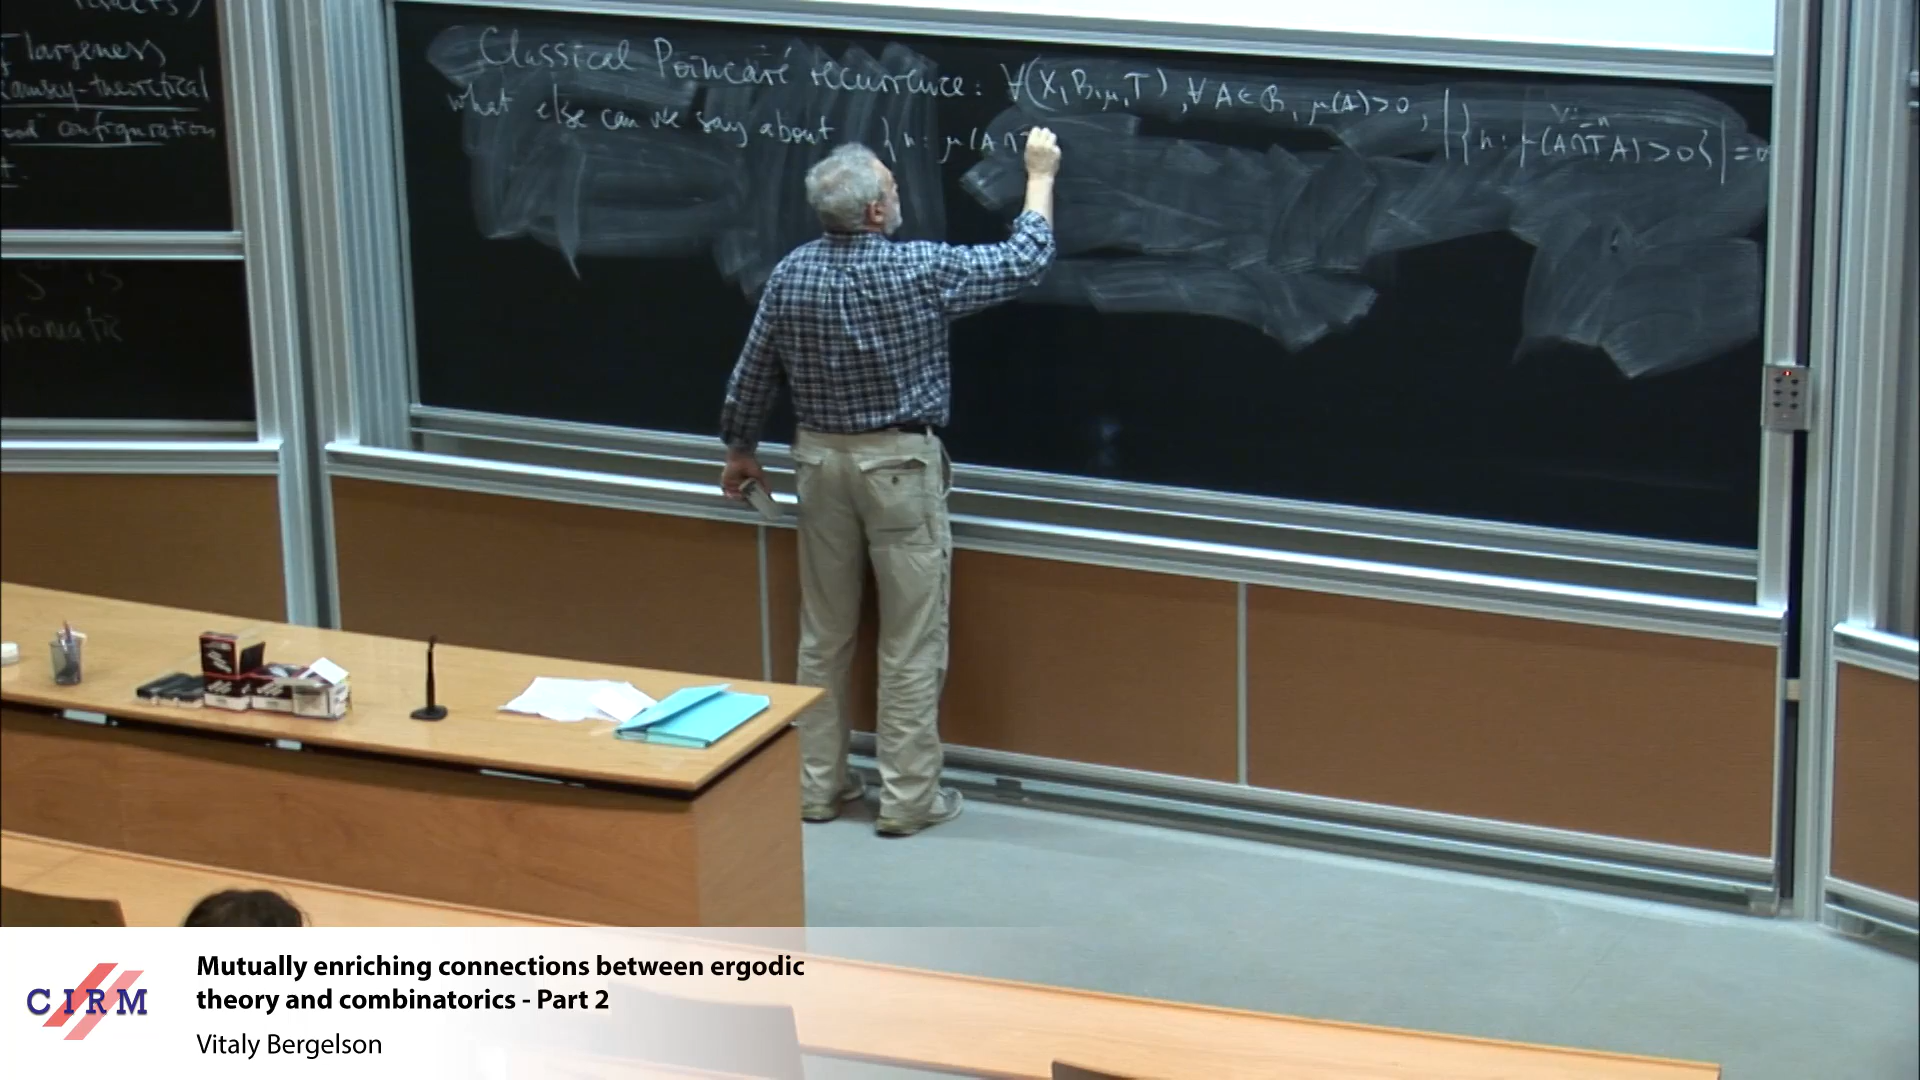 f largeness
Ramsey-theoretical
configuration
Classical Poincaré recurrence: ∀(X,B,μ,T), ∀A∈B, μ(A)>0, |{n: μ(A∩T⁻ⁿA)>0}|=∞
what else can we say about {n: μ(A∩T
CIRM
Mutually enriching connections between ergodic
theory and combinatorics - Part 2
Vitaly Bergelson